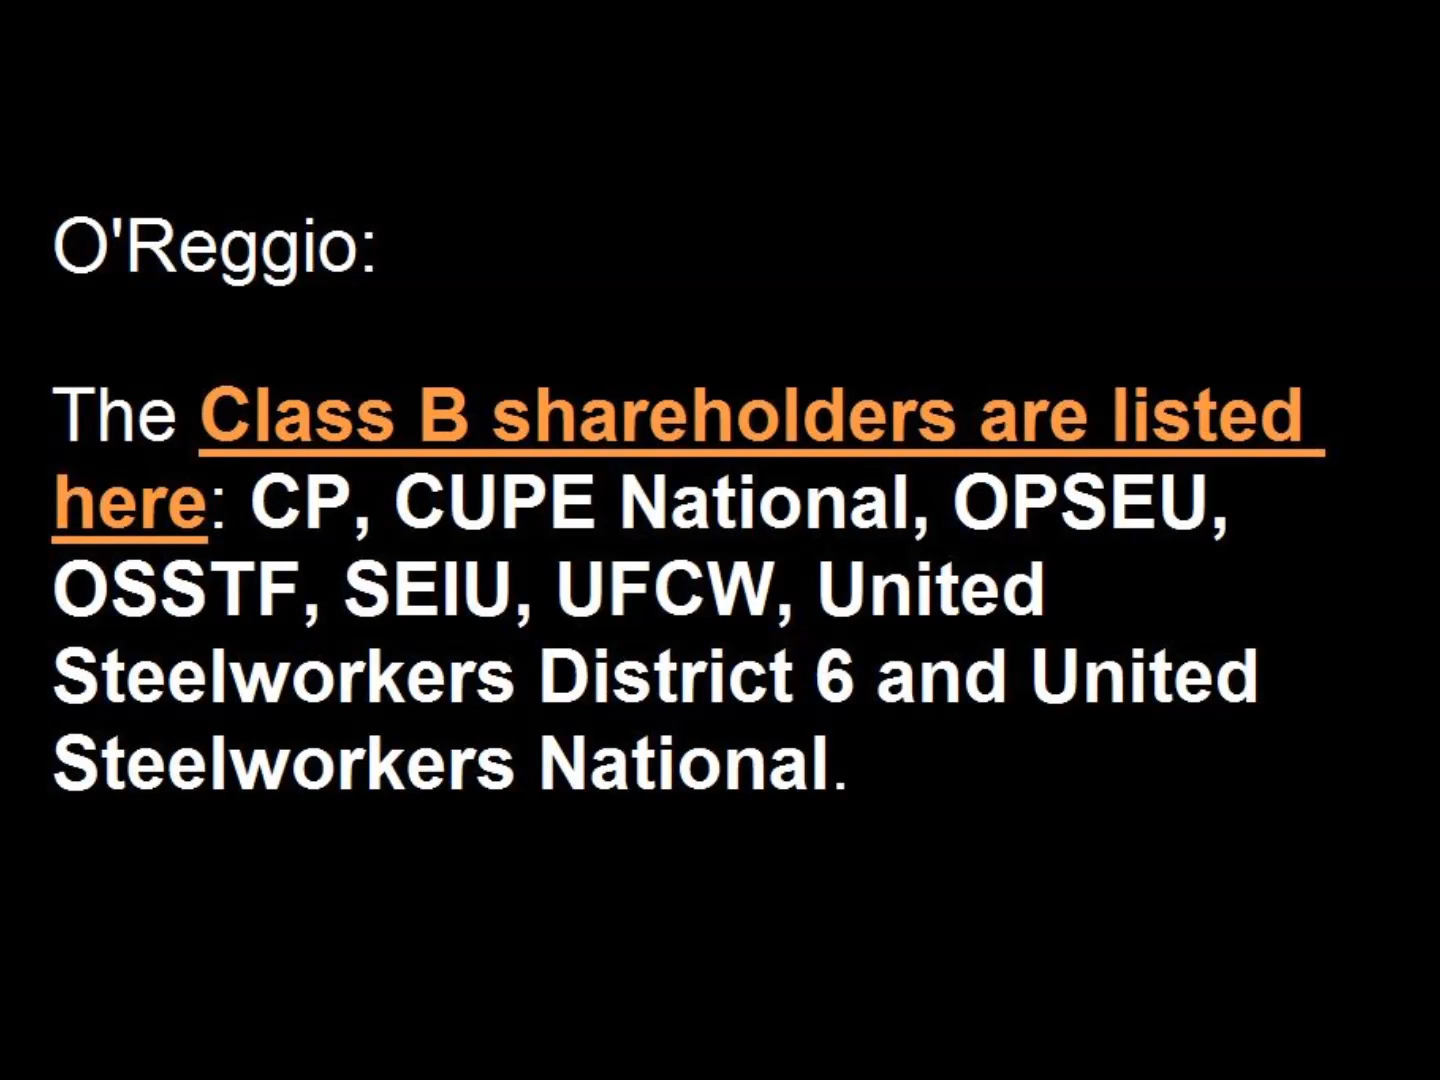 O'Reggio:
The Class B shareholders are listed
here: CP, CUPE National, OPSEU,
OSSTF, SEIU, UFCW, United
Steelworkers District 6 and United
Steelworkers National.